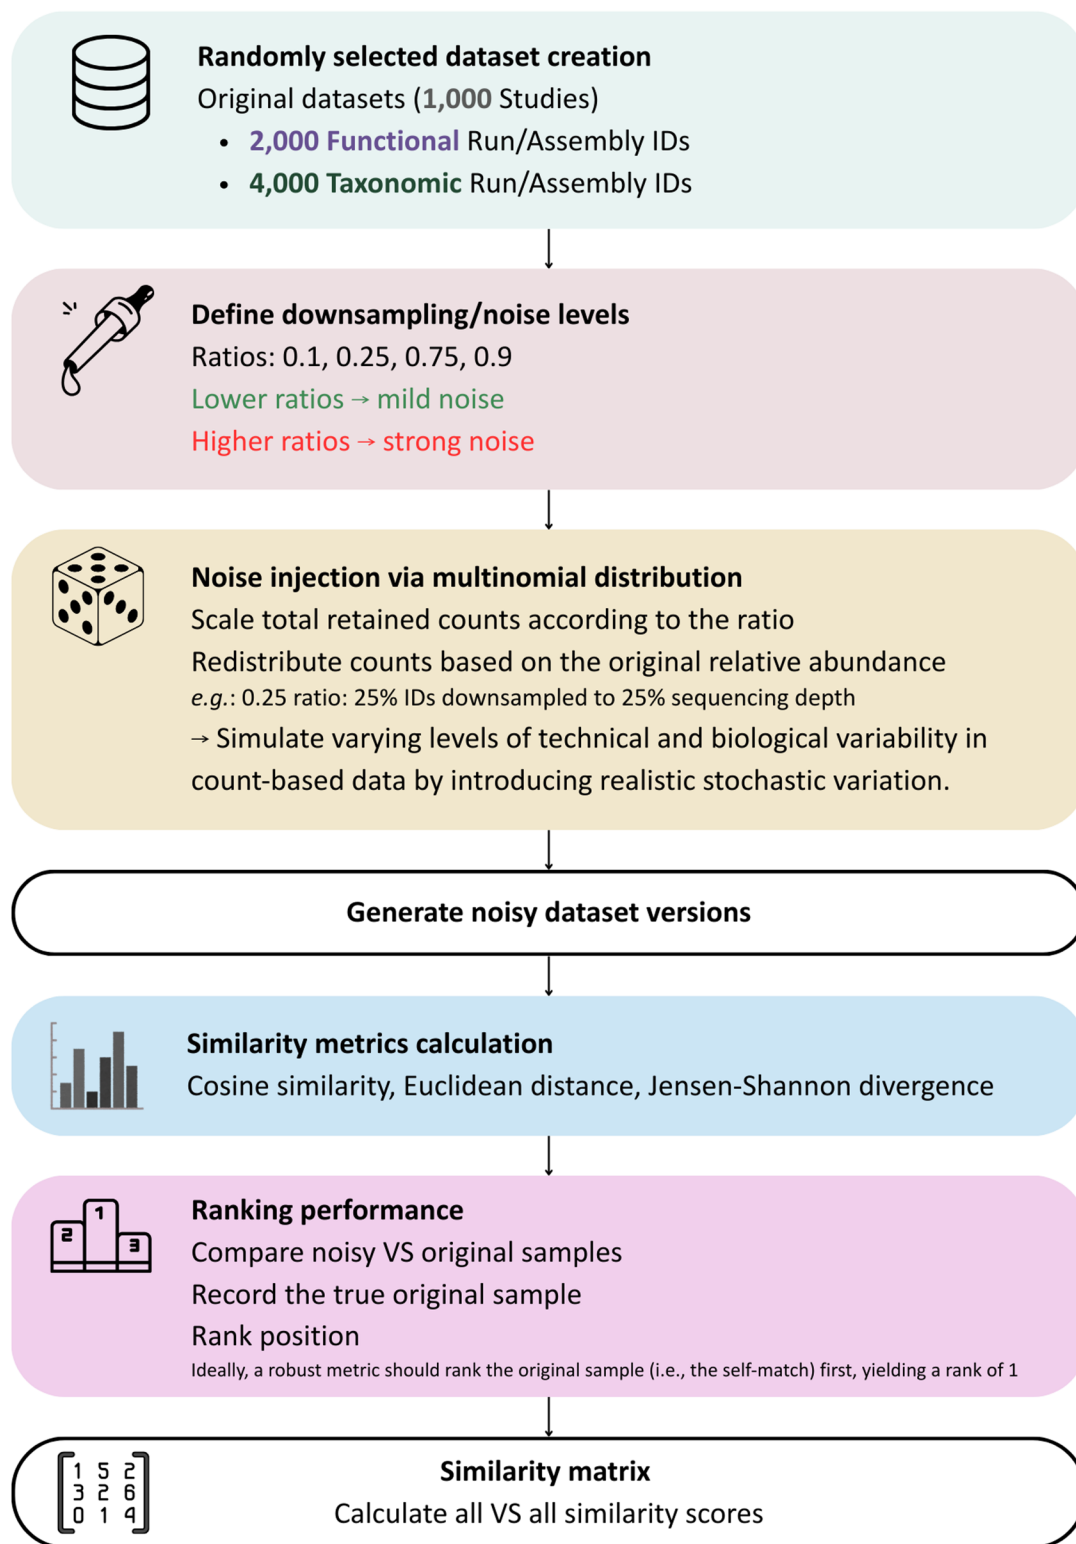 Randomly selected dataset creation
Original datasets (1,000 Studies)
• 2,000 Functional Run/Assembly IDs
• 4,000 Taxonomic Run/Assembly IDs
Define downsampling/noise levels
Ratios: 0.1, 0.25, 0.75, 0.9
Lower ratios → mild noise
Higher ratios → strong noise
Noise injection via multinomial distribution
Scale total retained counts according to the ratio
Redistribute counts based on the original relative abundance
e.g.: 0.25 ratio: 25% IDs downsampled to 25% sequencing depth
→ Simulate varying levels of technical and biological variability in
count-based data by introducing realistic stochastic variation.
Generate noisy dataset versions
Similarity metrics calculation
Cosine similarity, Euclidean distance, Jensen-Shannon divergence
2 1 3
Ranking performance
Compare noisy VS original samples
Record the true original sample
Rank position
Ideally, a robust metric should rank the original sample (i.e., the self-match) first, yielding a rank of 1
1 5 2
3 2 6
0 1 4
Similarity matrix
Calculate all VS all similarity scores